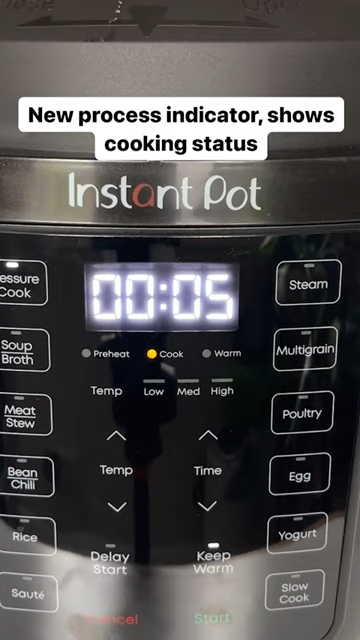 New process indicator, shows
cooking status
Instant Pot
00:05
Cook
Steam
Preheat
Cook
Warm
Soup
Broth
Multigrain
Temp
Low
Med
High
Meat
Stew
Poultry
Temp
Time
Bean
Chili
Egg
Rice
Delay
Start
Keep
Warm
Yogurt
Sauté
Slow
Cook
Cancel
Start